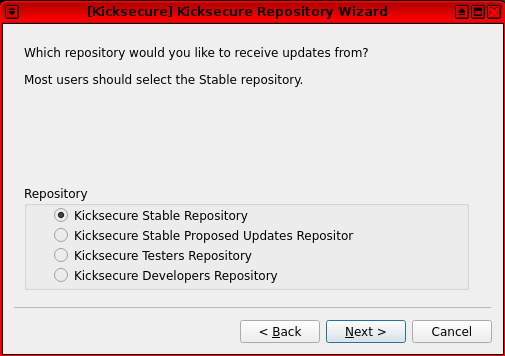 [Kicksecure] Kicksecure Repository Wizard
Which repository would you like to receive updates from?
Most users should select the Stable repository.
Repository
Kicksecure Stable Repository
Kicksecure Stable Proposed Updates Repositor
Kicksecure Testers Repository
Kicksecure Developers Repository
< Back Next > Cancel